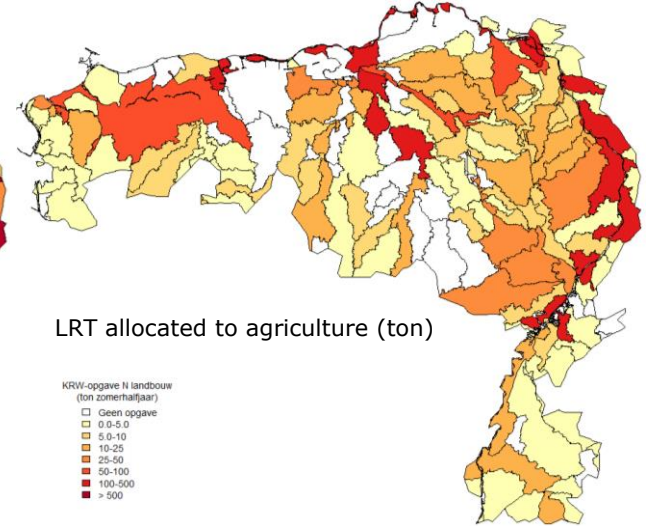 LRT allocated to agriculture (ton)
KRW-opgave N landbouw
(ton zomerhalfjaar)
Geen opgave
0.0-5.0
5.0-10
10-25
25-50
50-100
100-500
> 500